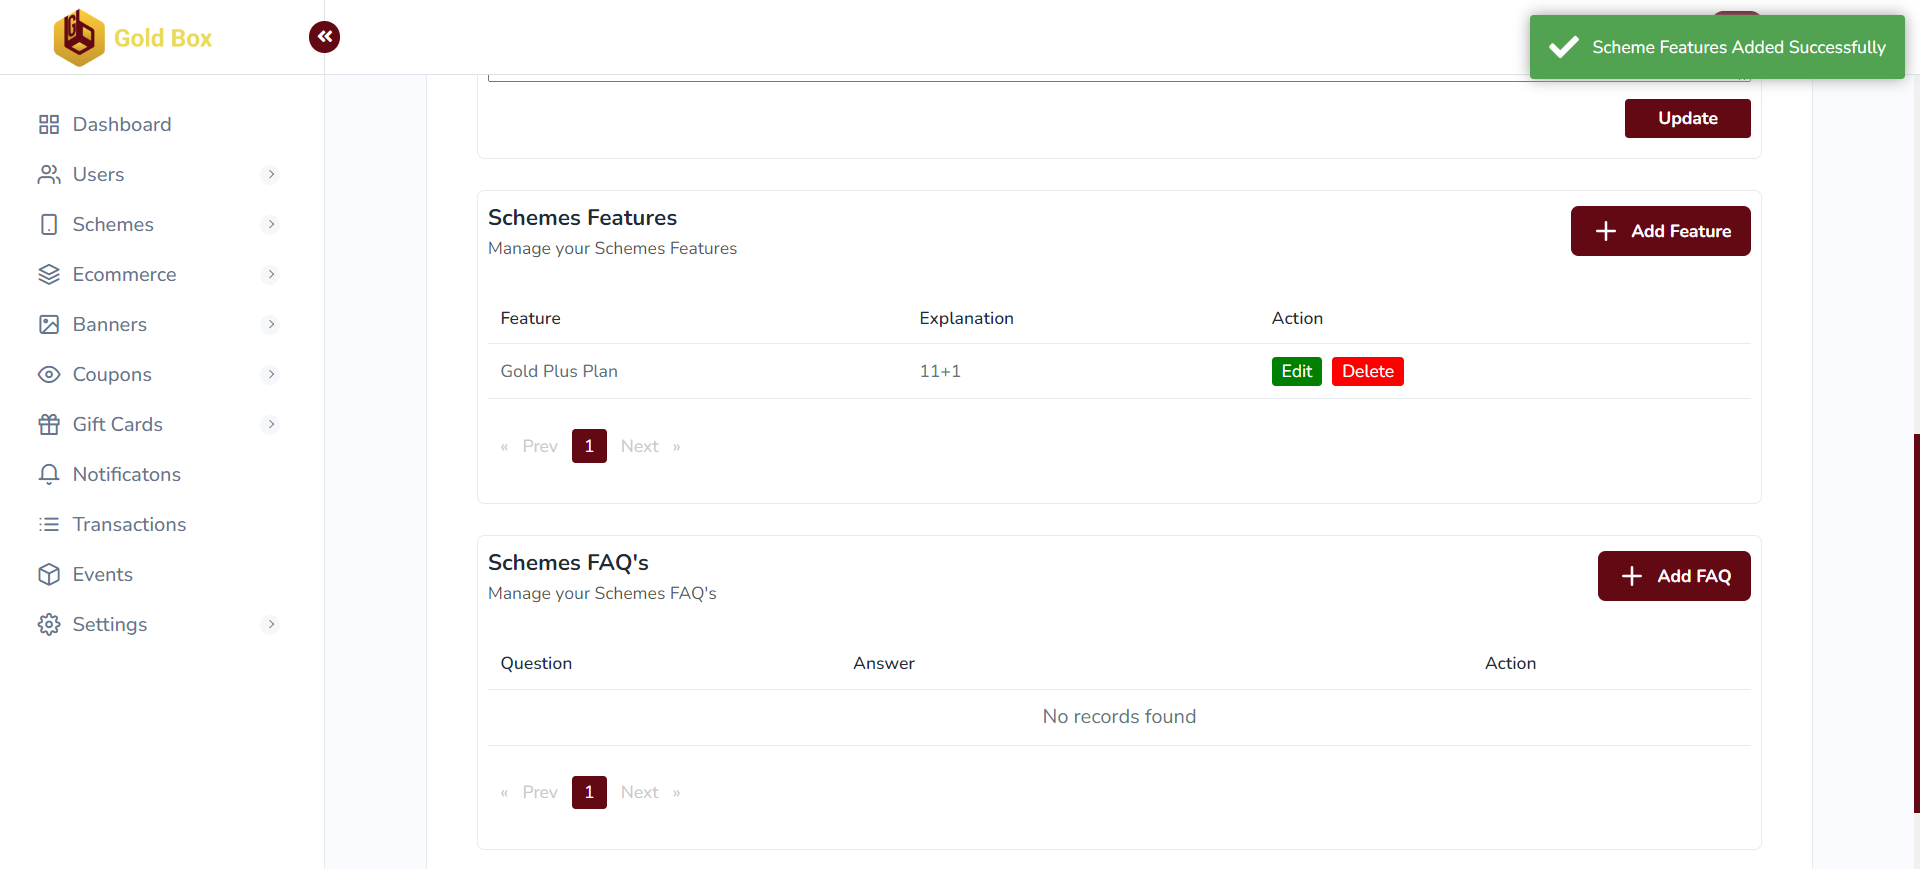 Gold Box
Scheme Features Added Successfully
Dashboard
Users
Schemes
Ecommerce
Banners
Coupons
Gift Cards
Notificatons
Transactions
Events
Settings
Update
Schemes Features
Manage your Schemes Features
Add Feature
Feature Explanation Action
Gold Plus Plan 11+1 Edit Delete
« Prev 1 Next »
Schemes FAQ's
Manage your Schemes FAQ's
Add FAQ
Question Answer Action
No records found
« Prev 1 Next »